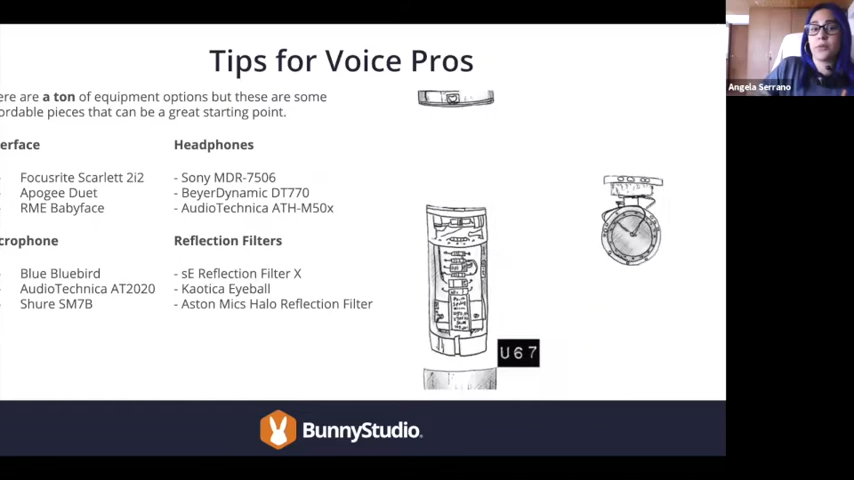 Tips for Voice Pros
Angela Serrano
ere are a ton of equipment options but these are some
ordable pieces that can be a great starting point.
erface
Focusrite Scarlett 2i2
Apogee Duet
RME Babyface
Headphones
- Sony MDR-7506
- BeyerDynamic DT770
- AudioTechnica ATH-M50x
crophone
Blue Bluebird
AudioTechnica AT2020
Shure SM7B
Reflection Filters
- sE Reflection Filter X
- Kaotica Eyeball
- Aston Mics Halo Reflection Filter
U67
BunnyStudio.